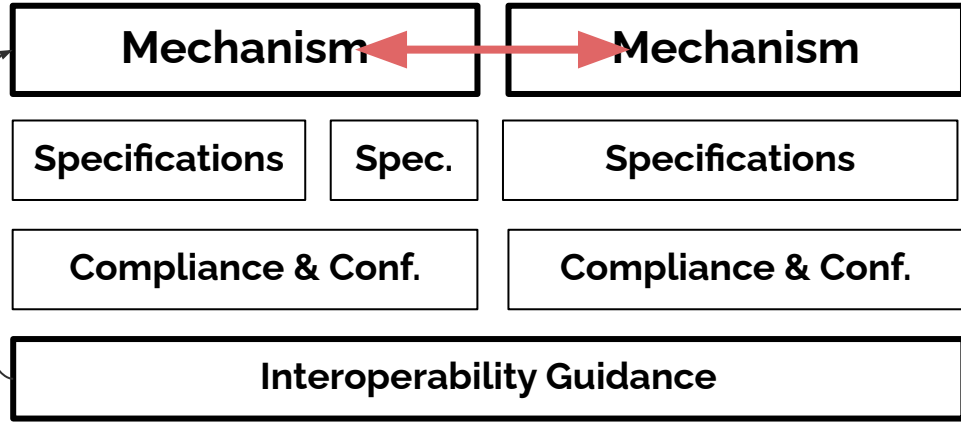 Mechanism
Mechanism
Specifications
Spec.
Specifications
Compliance & Conf.
Compliance & Conf.
Interoperability Guidance